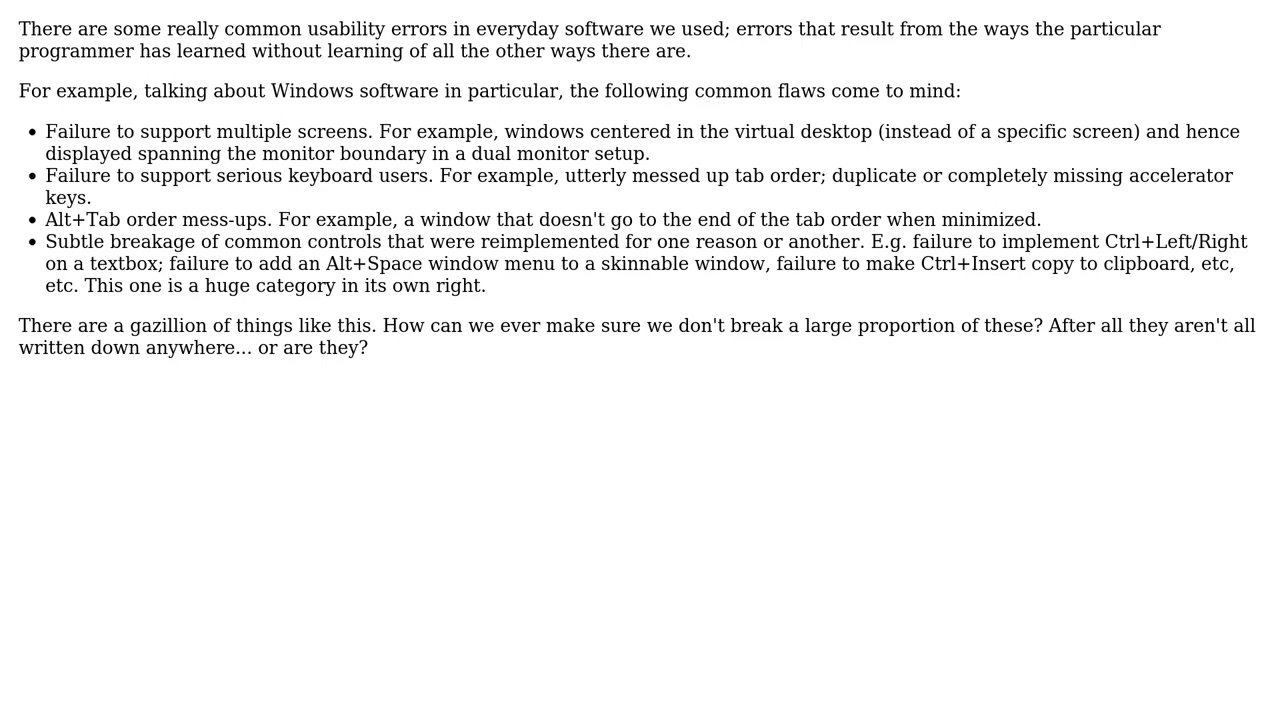 There are some really common usability errors in everyday software we used; errors that result from the ways the particular
programmer has learned without learning of all the other ways there are.
For example, talking about Windows software in particular, the following common flaws come to mind:
• Failure to support multiple screens. For example, windows centered in the virtual desktop (instead of a specific screen) and hence
displayed spanning the monitor boundary in a dual monitor setup.
• Failure to support serious keyboard users. For example, utterly messed up tab order; duplicate or completely missing accelerator
keys.
• Alt+Tab order mess-ups. For example, a window that doesn't go to the end of the tab order when minimized.
• Subtle breakage of common controls that were reimplemented for one reason or another. E.g. failure to implement Ctrl+Left/Right
on a textbox; failure to add an Alt+Space window menu to a skinnable window, failure to make Ctrl+Insert copy to clipboard, etc,
etc. This one is a huge category in its own right.
There are a gazillion of things like this. How can we ever make sure we don't break a large proportion of these? After all they aren't all
written down anywhere... or are they?